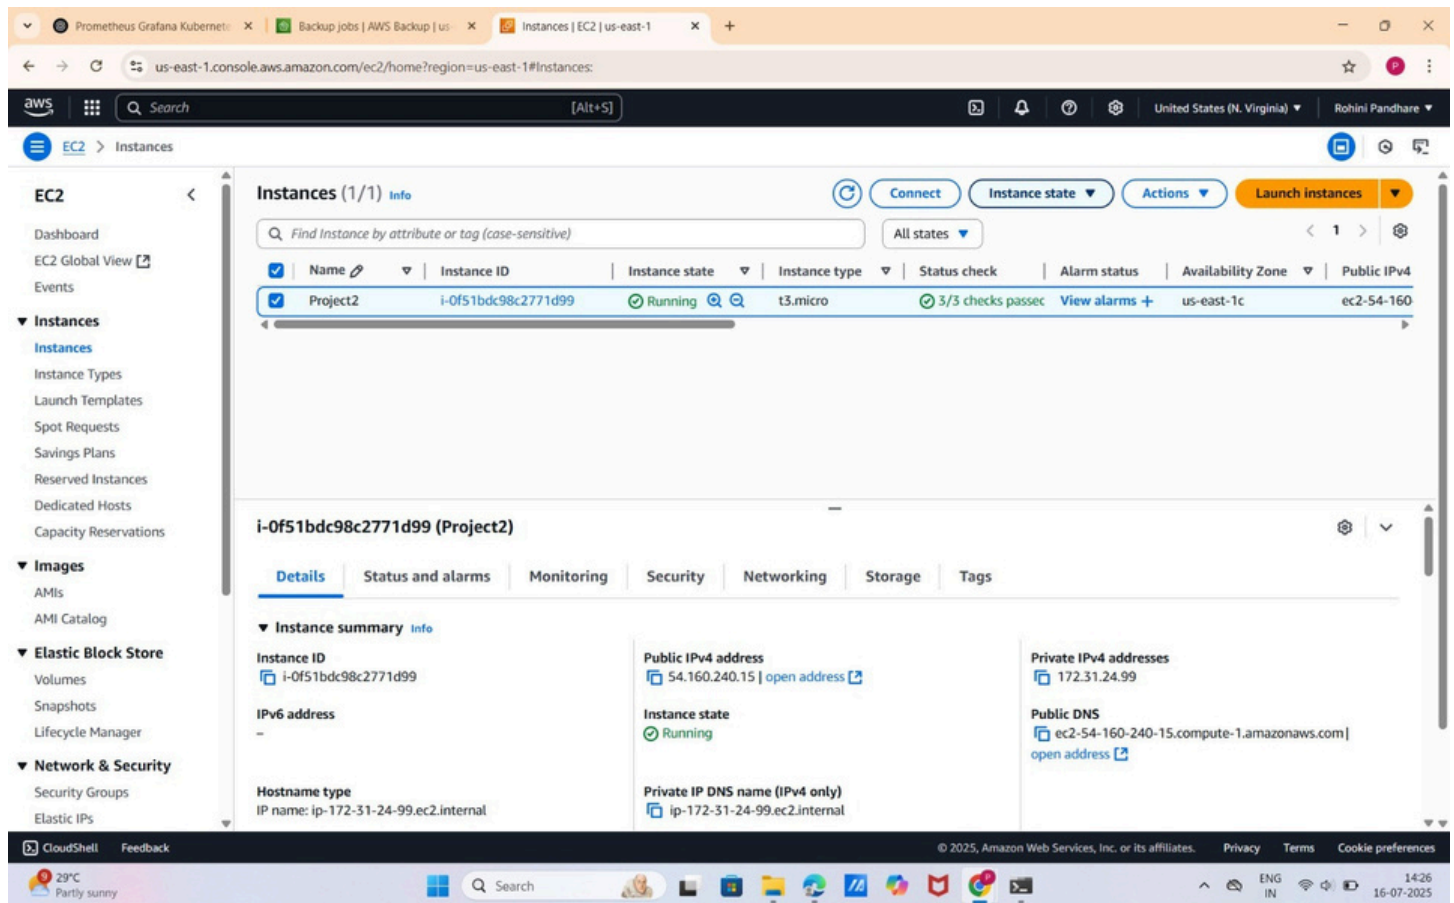 Prometheus Grafana Kubernet
Backup jobs | AWS Backup | us-
Instances | EC2 | us-east-1
us-east-1.console.aws.amazon.com/ec2/home?region=us-east-1#Instances:
aws
Search
[Alt+S]
United States (N. Virginia)
Rohini Pandhare
P
EC2 > Instances
EC2
Dashboard
EC2 Global View
Events
Instances
Instances
Instance Types
Launch Templates
Spot Requests
Savings Plans
Reserved Instances
Dedicated Hosts
Capacity Reservations
Images
AMIs
AMI Catalog
Elastic Block Store
Volumes
Snapshots
Lifecycle Manager
Network & Security
Security Groups
Elastic IPs
Instances (1/1) Info
Connect
Instance state
Actions
Launch instances
Find Instance by attribute or tag (case-sensitive)
All states
1
Name Instance ID Instance state Instance type Status check Alarm status Availability Zone Public IPv4
Project2 i-0f51bdc98c2771d99 Running t3.micro 3/3 checks passec View alarms + us-east-1c ec2-54-160-
i-0f51bdc98c2771d99 (Project2)
Details Status and alarms Monitoring Security Networking Storage Tags
Instance summary Info
Instance ID
i-0f51bdc98c2771d99
Public IPv4 address
54.160.240.15 | open address
Private IPv4 addresses
172.31.24.99
IPv6 address
–
Instance state
Running
Public DNS
ec2-54-160-240-15.compute-1.amazonaws.com |
open address
Hostname type
IP name: ip-172-31-24-99.ec2.internal
Private IP DNS name (IPv4 only)
ip-172-31-24-99.ec2.internal
CloudShell Feedback
© 2025, Amazon Web Services, Inc. or its affiliates. Privacy Terms Cookie preferences
9
29°C
Partly sunny
Search
ENG
IN
14:26
16-07-2025